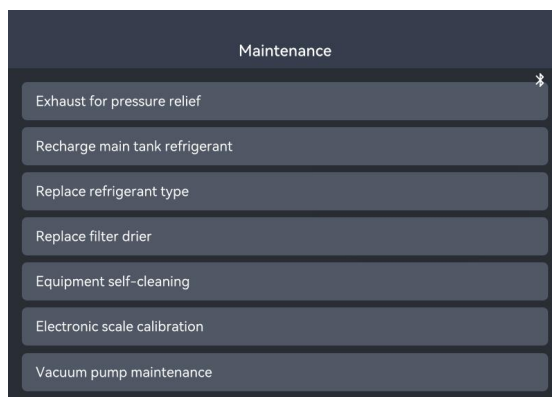 Maintenance
Exhaust for pressure relief
Recharge main tank refrigerant
Replace refrigerant type
Replace filter drier
Equipment self-cleaning
Electronic scale calibration
Vacuum pump maintenance